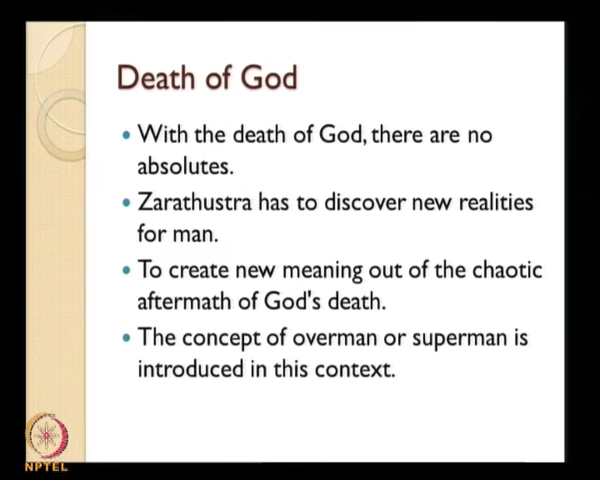 Death of God
• With the death of God, there are no
absolutes.
• Zarathustra has to discover new realities
for man.
• To create new meaning out of the chaotic
aftermath of God's death.
• The concept of overman or superman is
introduced in this context.
NPTEL